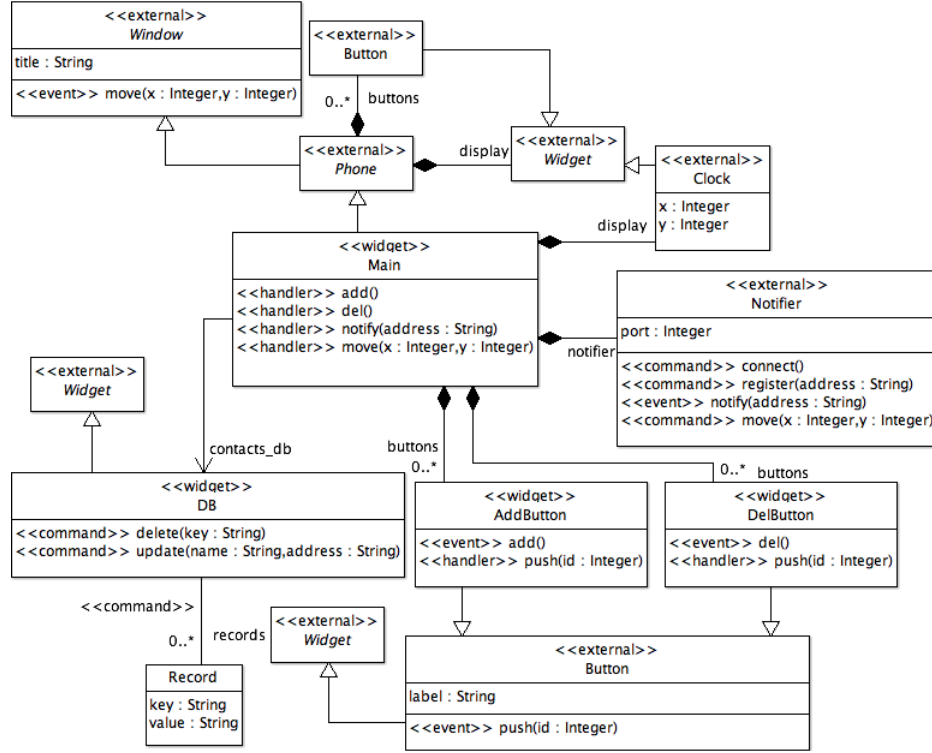 <<external>>
Window
title : String
<<event>> move(x : Integer,y : Integer)
<<external>>
Button
0..*
buttons
<<external>>
Phone
display
<<external>>
Widget
<<external>>
Clock
x : Integer
y : Integer
display
<<widget>>
Main
<<handler>> add()
<<handler>> del()
<<handler>> notify(address : String)
<<handler>> move(x : Integer,y : Integer)
<<external>>
Notifier
port : Integer
<<command>> connect()
<<command>> register(address : String)
<<event>> notify(address : String)
<<command>> move(x : Integer,y : Integer)
notifier
<<external>>
Widget
contacts_db
buttons
0..*
0..*
buttons
<<widget>>
DB
<<command>> delete(key : String)
<<command>> update(name : String,address : String)
<<widget>>
AddButton
<<event>> add()
<<handler>> push(id : Integer)
<<widget>>
DelButton
<<event>> del()
<<handler>> push(id : Integer)
<<command>>
0..*
records
<<external>>
Widget
<<external>>
Button
label : String
<<event>> push(id : Integer)
Record
key : String
value : String